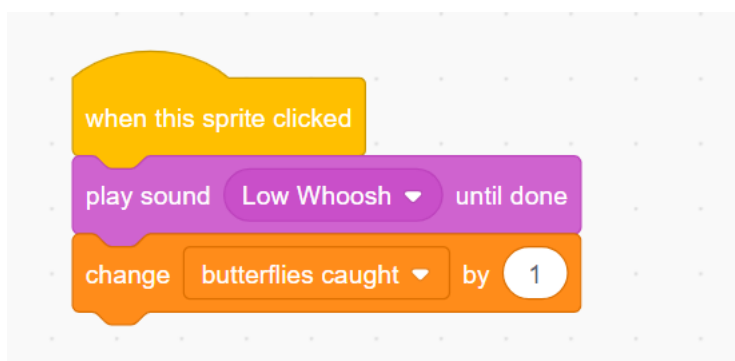 when this sprite clicked
play sound Low Whoosh until done
change butterflies caught by 1